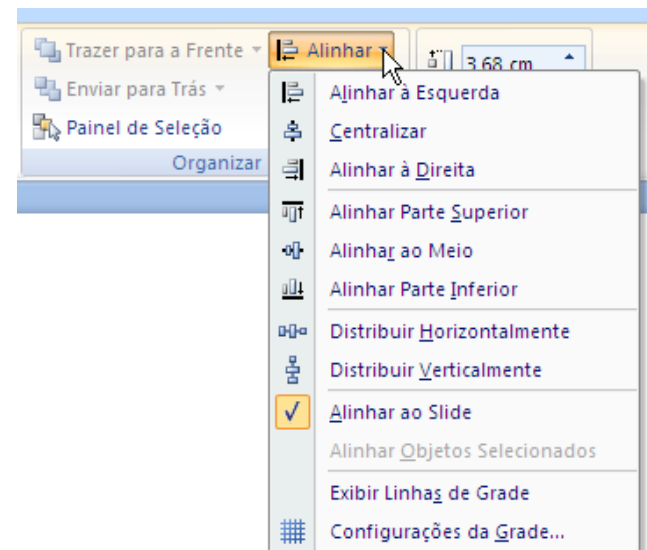 Trazer para a Frente
Alinhar
3,68 cm
Enviar para Trás
Painel de Seleção
Organizar
Alinhar à Esquerda
Centralizar
Alinhar à Direita
Alinhar Parte Superior
Alinhar ao Meio
Alinhar Parte Inferior
Distribuir Horizontalmente
Distribuir Verticalmente
Alinhar ao Slide
Alinhar Objetos Selecionados
Exibir Linhas de Grade
Configurações da Grade...